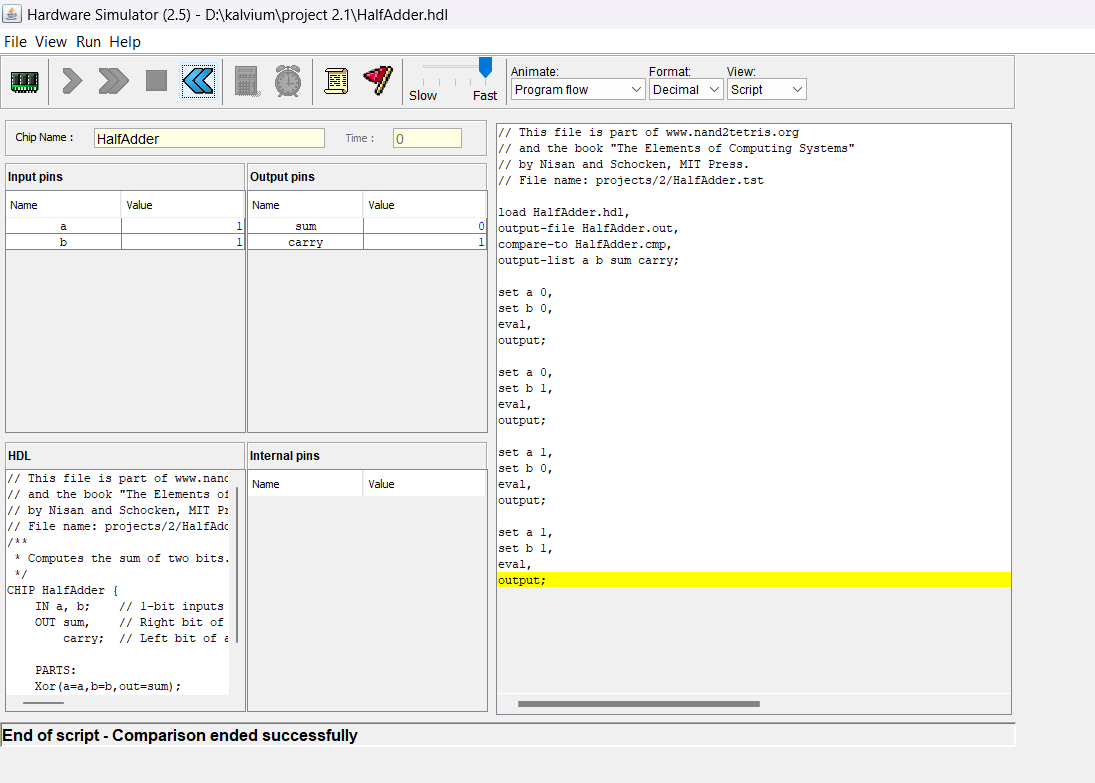 Hardware Simulator (2.5) - D:\kalvium\project 2.1\HalfAdder.hdl
File View Run Help
Slow Fast
Animate:
Program flow
Format:
Decimal
View:
Script
Chip Name :
HalfAdder
Time :
0
Input pins
Name Value
a 1
b 1
Output pins
Name Value
sum 0
carry 1
HDL
// This file is part of www.nand
// and the book "The Elements of
// by Nisan and Schocken, MIT Pr
// File name: projects/2/HalfAdd
/**
* Computes the sum of two bits.
*/
CHIP HalfAdder {
IN a, b; // 1-bit inputs
OUT sum, // Right bit of
carry; // Left bit of a
PARTS:
Xor(a=a,b=b,out=sum);
Internal pins
Name Value
// This file is part of www.nand2tetris.org
// and the book "The Elements of Computing Systems"
// by Nisan and Schocken, MIT Press.
// File name: projects/2/HalfAdder.tst
load HalfAdder.hdl,
output-file HalfAdder.out,
compare-to HalfAdder.cmp,
output-list a b sum carry;
set a 0,
set b 0,
eval,
output;
set a 0,
set b 1,
eval,
output;
set a 1,
set b 0,
eval,
output;
set a 1,
set b 1,
eval,
output;
End of script - Comparison ended successfully